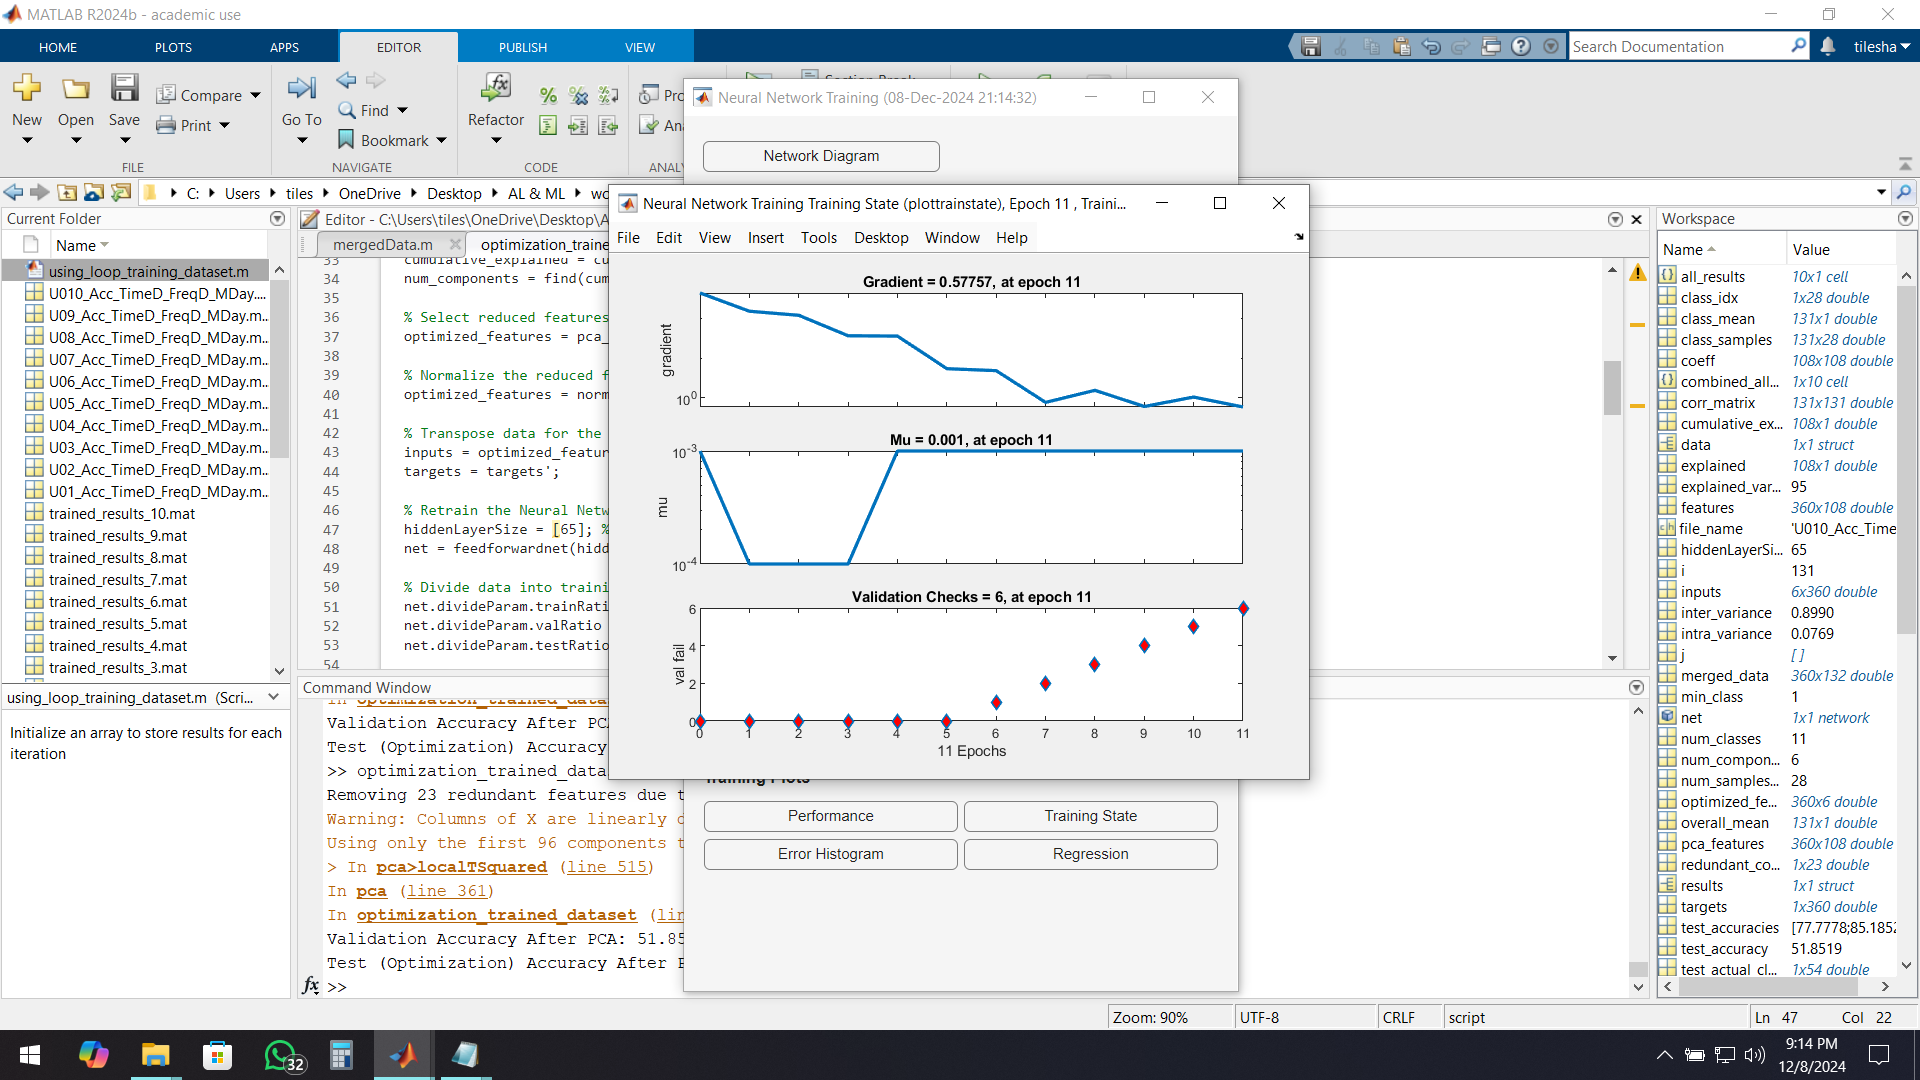 MATLAB R2024b - academic use
HOME
PLOTS
APPS
EDITOR
PUBLISH
VIEW
Search Documentation
tilesha
New
Open
Save
Compare
Print
Go To
Find
Bookmark
Refactor
FILE
NAVIGATE
CODE
Neural Network Training (08-Dec-2024 21:14:32)
Network Diagram
C:
Users
tiles
OneDrive
Desktop
AL & ML
Current Folder
Name
using_loop_training_dataset.m
U010_Acc_TimeD_FreqD_MDay....
U09_Acc_TimeD_FreqD_MDay.m...
U08_Acc_TimeD_FreqD_MDay.m...
U07_Acc_TimeD_FreqD_MDay.m...
U06_Acc_TimeD_FreqD_MDay.m...
U05_Acc_TimeD_FreqD_MDay.m...
U04_Acc_TimeD_FreqD_MDay.m...
U03_Acc_TimeD_FreqD_MDay.m...
U02_Acc_TimeD_FreqD_MDay.m...
U01_Acc_TimeD_FreqD_MDay.m...
trained_results_10.mat
trained_results_9.mat
trained_results_8.mat
trained_results_7.mat
trained_results_6.mat
trained_results_5.mat
trained_results_4.mat
trained_results_3.mat
using_loop_training_dataset.m (Scri...
Initialize an array to store results for each
iteration
Editor - C:\Users\tiles\OneDrive\Desktop\A
mergedData.m
optimization_traine
33 cumulative_explained = cu
34 num_components = find(cum
35
36 % Select reduced features
37 optimized_features = pca_
38
39 % Normalize the reduced f
40 optimized_features = norm
41
42 % Transpose data for the
43 inputs = optimized_featur
44 targets = targets';
45
46 % Retrain the Neural Netw
47 hiddenLayerSize = [65]; %
48 net = feedforwardnet(hidd
49
50 % Divide data into traini
51 net.divideParam.trainRati
52 net.divideParam.valRatio
53 net.divideParam.testRatio
54
Command Window
Validation Accuracy After PC
Test (Optimization) Accuracy
>> optimization_trained_data
Removing 23 redundant features due t
Warning: Columns of X are linearly
Using only the first 96 components t
> In pca>localTSquared (line 515)
In pca (line 361)
In optimization_trained_dataset (lin
Validation Accuracy After PCA: 51.85
Test (Optimization) Accuracy After P
fx >>
Neural Network Training Training State (plottrainstate), Epoch 11 , Traini...
File Edit View Insert Tools Desktop Window Help
Gradient = 0.57757, at epoch 11
gradient
10^0
Mu = 0.001, at epoch 11
10^-3
mu
10^-4
Validation Checks = 6, at epoch 11
6
4
2
0
val fail
0 1 2 3 4 5 6 7 8 9 10 11
11 Epochs
Training Plots
Performance
Training State
Error Histogram
Regression
Workspace
Name Value
all_results 10x1 cell
class_idx 1x28 double
class_mean 131x1 double
class_samples 131x28 double
coeff 108x108 double
combined_all... 1x10 cell
corr_matrix 131x131 double
cumulative_ex... 108x1 double
data 1x1 struct
explained 108x1 double
explained_var... 95
features 360x108 double
file_name 'U010_Acc_Time
hiddenLayerSi... 65
i 131
inputs 6x360 double
inter_variance 0.8990
intra_variance 0.0769
j []
merged_data 360x132 double
min_class 1
net 1x1 network
num_classes 11
num_compon... 6
num_samples... 28
optimized_fe... 360x6 double
overall_mean 131x1 double
pca_features 360x108 double
redundant_co... 1x23 double
results 1x1 struct
targets 1x360 double
test_accuracies [77.7778;85.1852
test_accuracy 51.8519
test_actual_cl... 1x54 double
Zoom: 90%
UTF-8
CRLF
script
Ln 47 Col 22
32
9:14 PM
12/8/2024